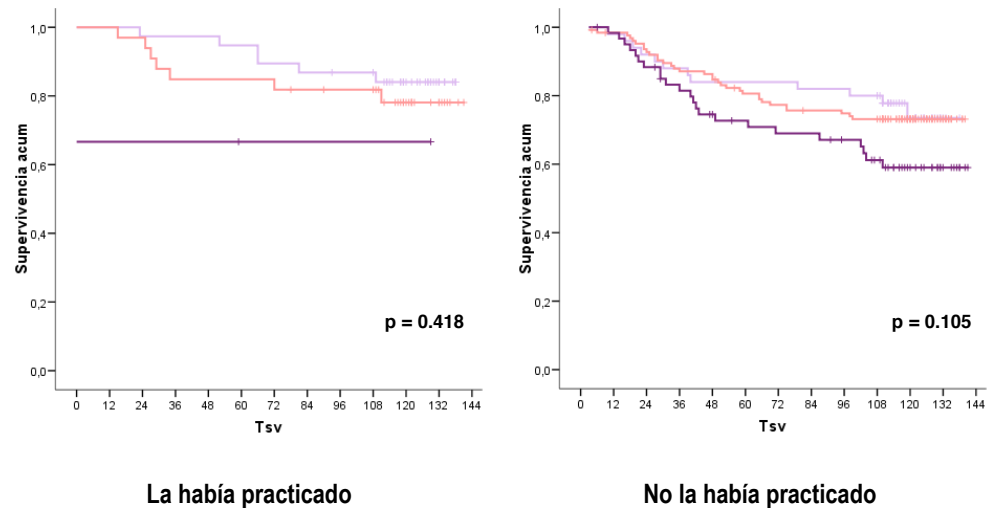 Supervivencia acum
1,0
0,8
0,6
0,4
0,2
0,0
p = 0.418
0 12 24 36 48 60 72 84 96 108 120 132 144
Tsv
La había practicado
Supervivencia acum
1,0
0,8
0,6
0,4
0,2
0,0
p = 0.105
0 12 24 36 48 60 72 84 96 108 120 132 144
Tsv
No la había practicado